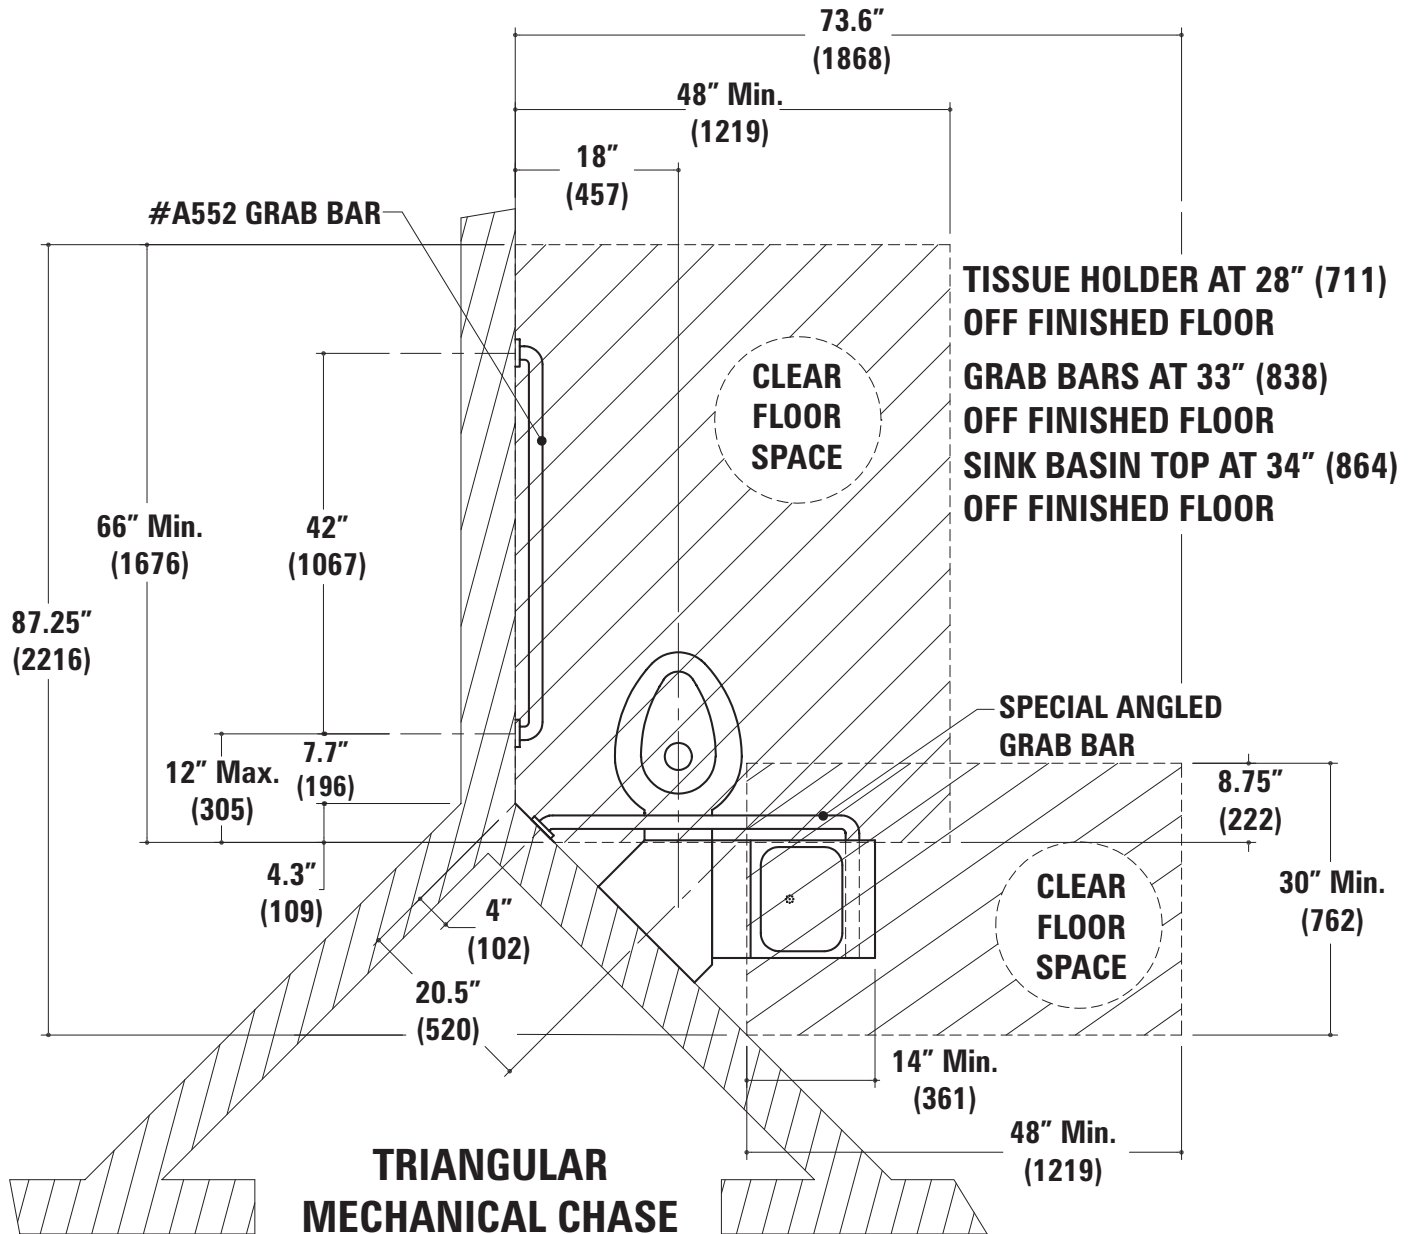 73.6″
(1868)
48″ Min.
(1219)
18″
(457)
#A552 GRAB BAR
TISSUE HOLDER AT 28″ (711)
OFF FINISHED FLOOR
GRAB BARS AT 33″ (838)
OFF FINISHED FLOOR
SINK BASIN TOP AT 34″ (864)
OFF FINISHED FLOOR
CLEAR
FLOOR
SPACE
66″ Min.
(1676)
42″
(1067)
87.25″
(2216)
SPECIAL ANGLED
GRAB BAR
7.7″
(196)
12″ Max.
(305)
8.75″
(222)
4.3″
(109)
4″
(102)
CLEAR
FLOOR
SPACE
30″ Min.
(762)
20.5″
(520)
14″ Min.
(361)
48″ Min.
(1219)
TRIANGULAR
MECHANICAL CHASE